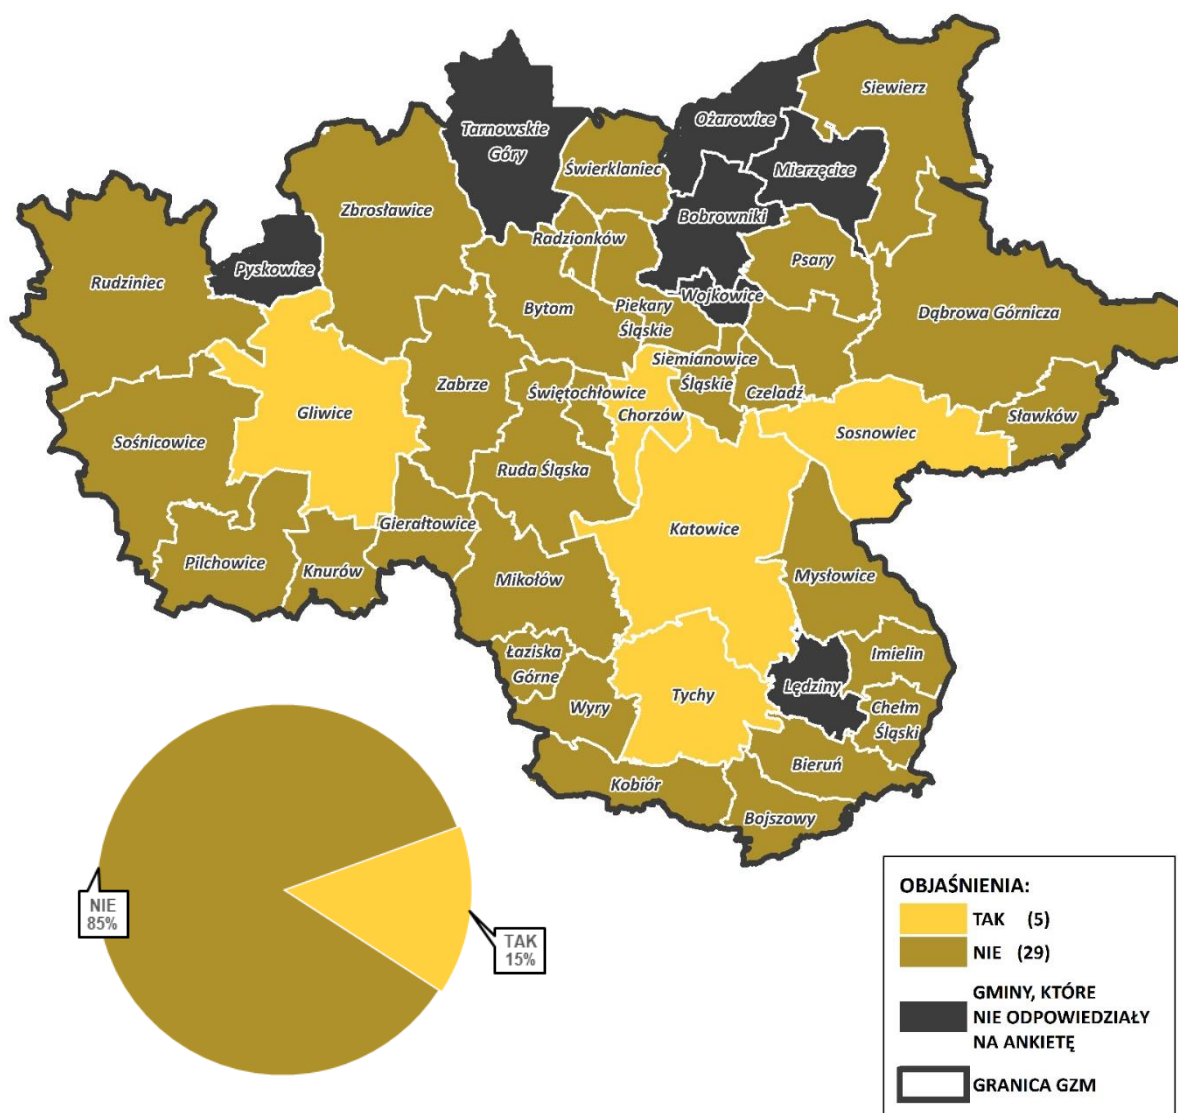 Siewierz
Ożarowice
Tarnowskie
Góry
Świerklaniec
Mierzęcice
Zbrosławice
Bobrowniki
Radzionków
Psary
Pyskowice
Rudziniec
Wojkowice
Piekary
Śląskie
Bytom
Dąbrowa Górnicza
Siemianowice
Śląskie
Zabrze
Świętochłowice
Czeladź
Chorzów
Gliwice
Sławków
Sosnowiec
Sośnicowice
Ruda Śląska
Gierałtowice
Katowice
Pilchowice
Knurów
Mikołów
Mysłowice
Łaziska
Górne
Imielin
Lędziny
Tychy
Wyry
Chełm
Śląski
Bieruń
Kobiór
Bojszowy
NIE
85%
TAK
15%
OBJAŚNIENIA:
TAK (5)
NIE (29)
GMINY, KTÓRE
NIE ODPOWIEDZIAŁY
NA ANKIETĘ
GRANICA GZM